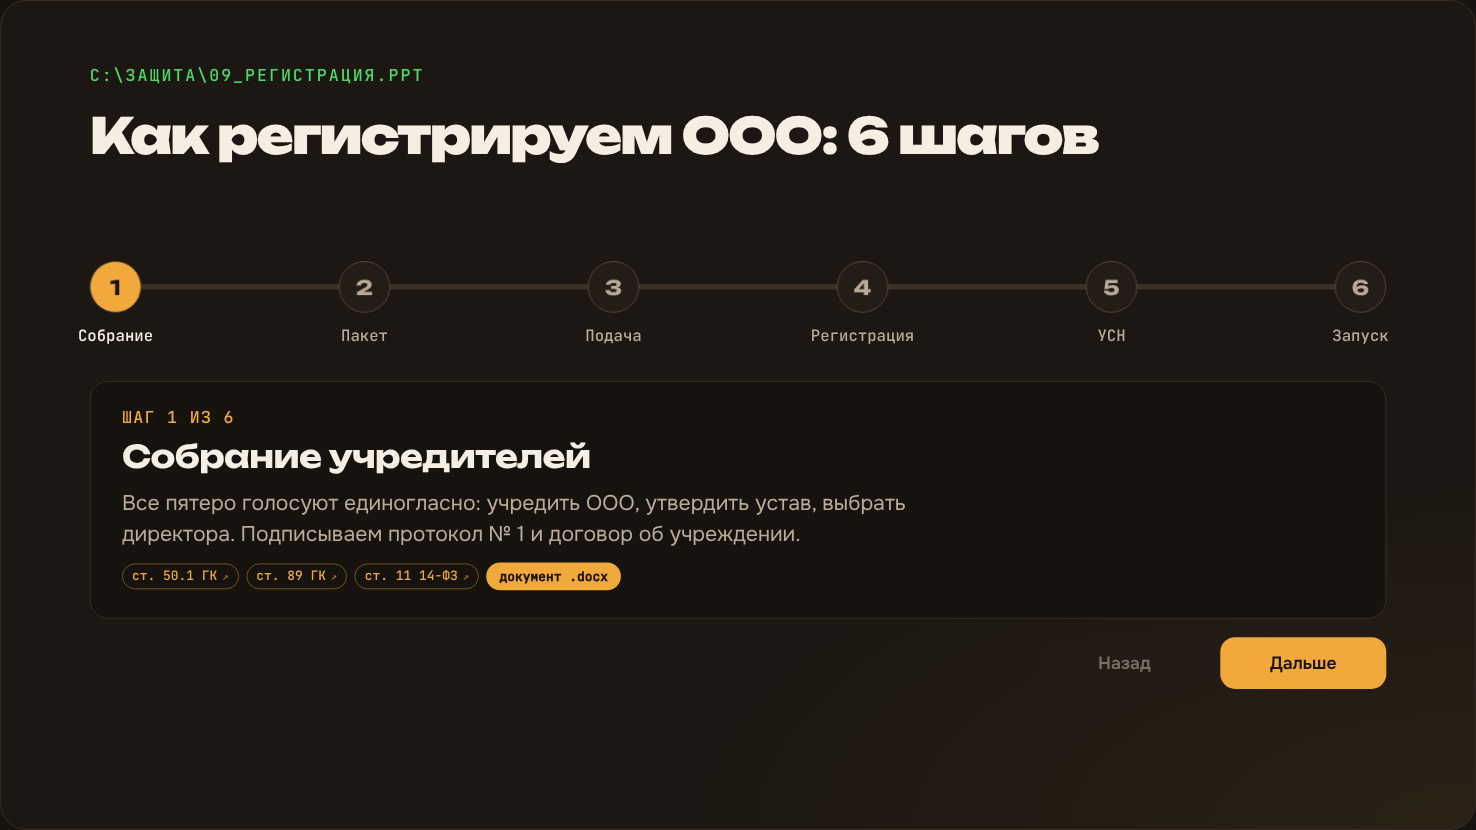 C:\ЗАЩИТА\09_РЕГИСТРАЦИЯ.PPT
Как регистрируем ООО: 6 шагов
1 2 3 4 5 6
Собрание Пакет Подача Регистрация УСН Запуск
ШАГ 1 ИЗ 6
Собрание учредителей
Все пятеро голосуют единогласно: учредить ООО, утвердить устав, выбрать
директора. Подписываем протокол № 1 и договор об учреждении.
ст. 50.1 ГК ↗ ст. 89 ГК ↗ ст. 11 14-ФЗ ↗ документ .docx
Назад Дальше